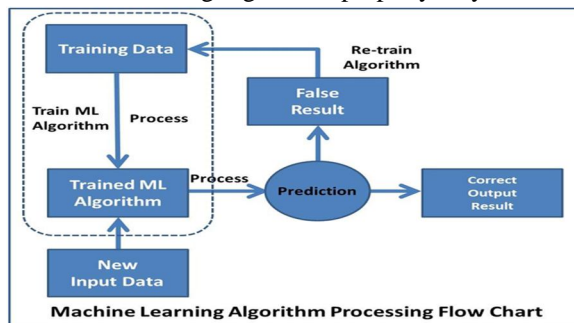 Training Data
Re-train
Algorithm
False
Result
Train ML
Algorithm
Process
Trained ML
Algorithm
Process
Prediction
Correct
Output
Result
New
Input Data
Machine Learning Algorithm Processing Flow Chart